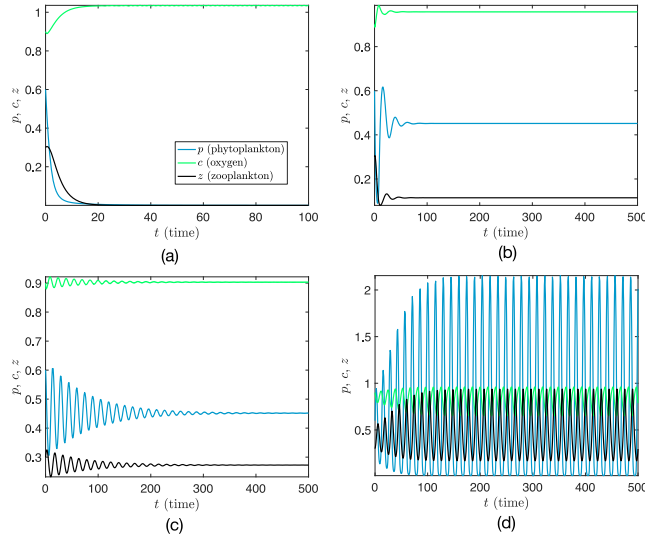 1
0.8
0.6
0.4
0.2
p, c, z
p (phytoplankton)
c (oxygen)
z (zooplankton)
0 20 40 60 80 100
t (time)
(a)
0.8
0.6
0.4
0.2
p, c, z
0 100 200 300 400 500
t (time)
(b)
0.9
0.8
0.7
0.6
0.5
0.4
0.3
p, c, z
0 100 200 300 400 500
t (time)
(c)
2
1.5
1
0.5
p, c, z
0 100 200 300 400 500
t (time)
(d)